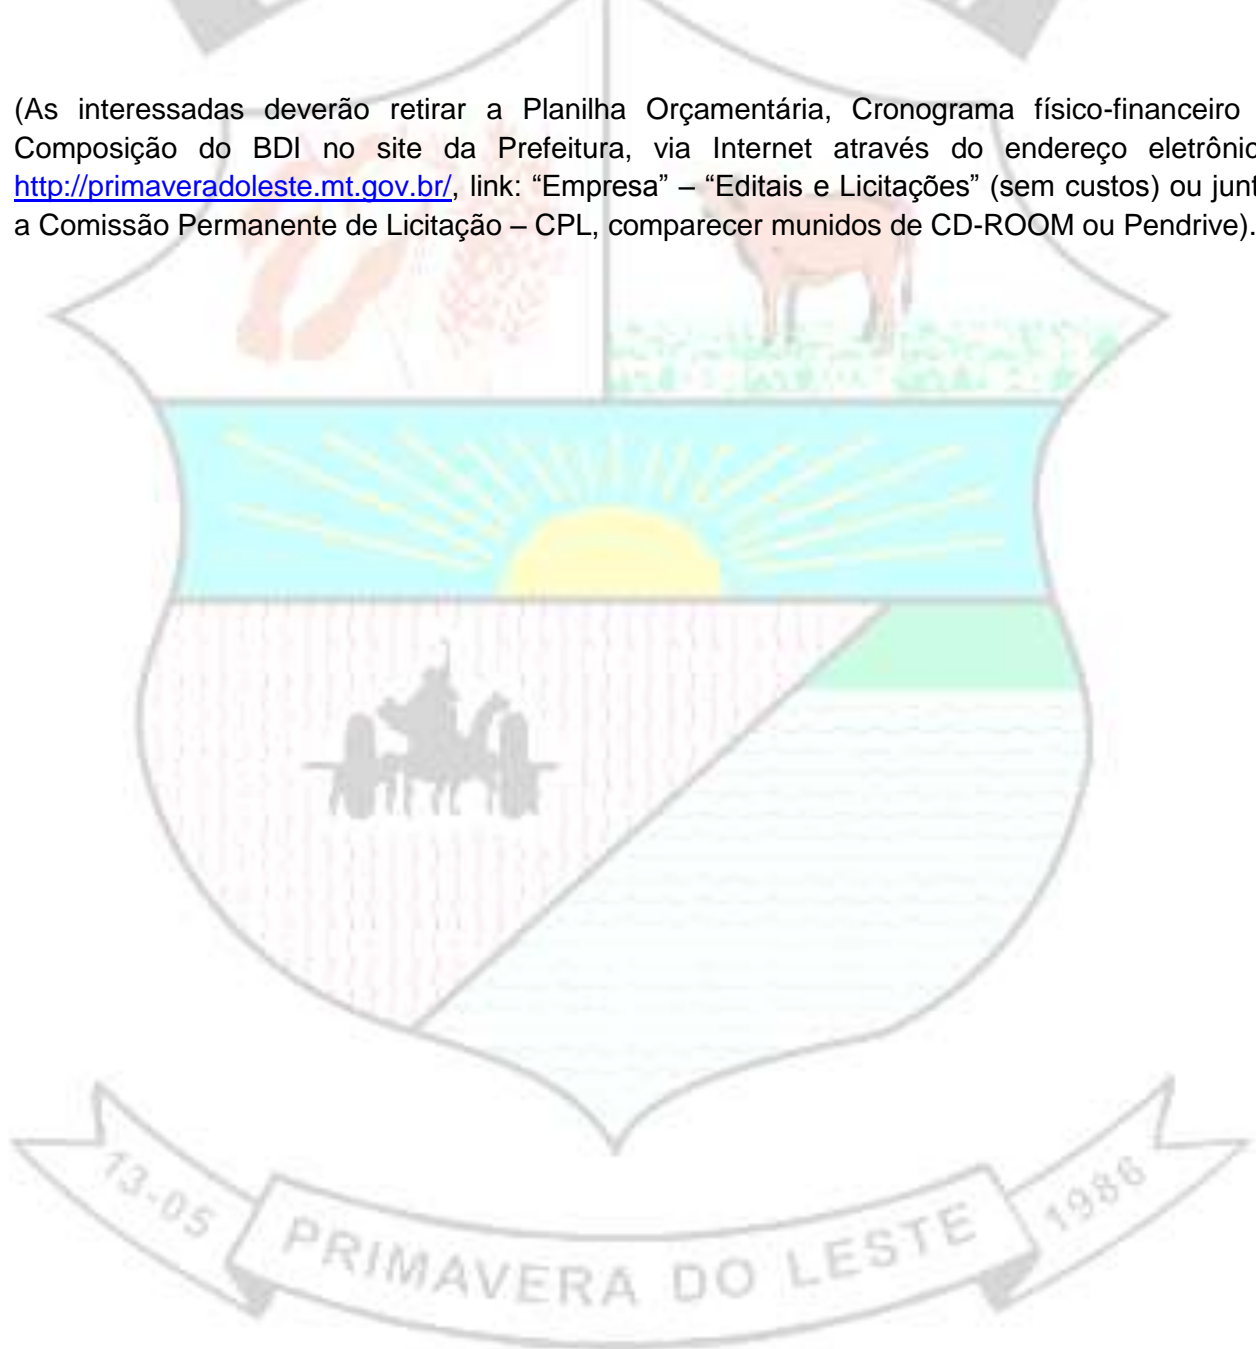 (As interessadas deverão retirar a Planilha Orçamentária, Cronograma físico-financeiro
Composição do BDI no site da Prefeitura, via Internet através do endereço eletrônic
http://primaveradoleste.mt.gov.br/, link: “Empresa” – “Editais e Licitações” (sem custos) ou junt
a Comissão Permanente de Licitação – CPL, comparecer munidos de CD-ROOM ou Pendrive).
13-05 PRIMAVERA DO LESTE 1986